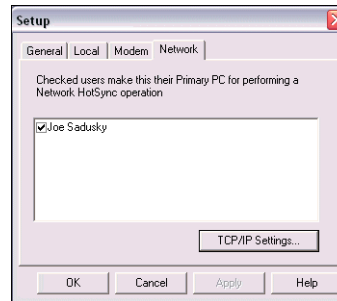 Setup
General Local Modem Network
Checked users make this their Primary PC for performing a
Network HotSync operation
Joe Sadusky
TCP/IP Settings...
OK Cancel Apply Help